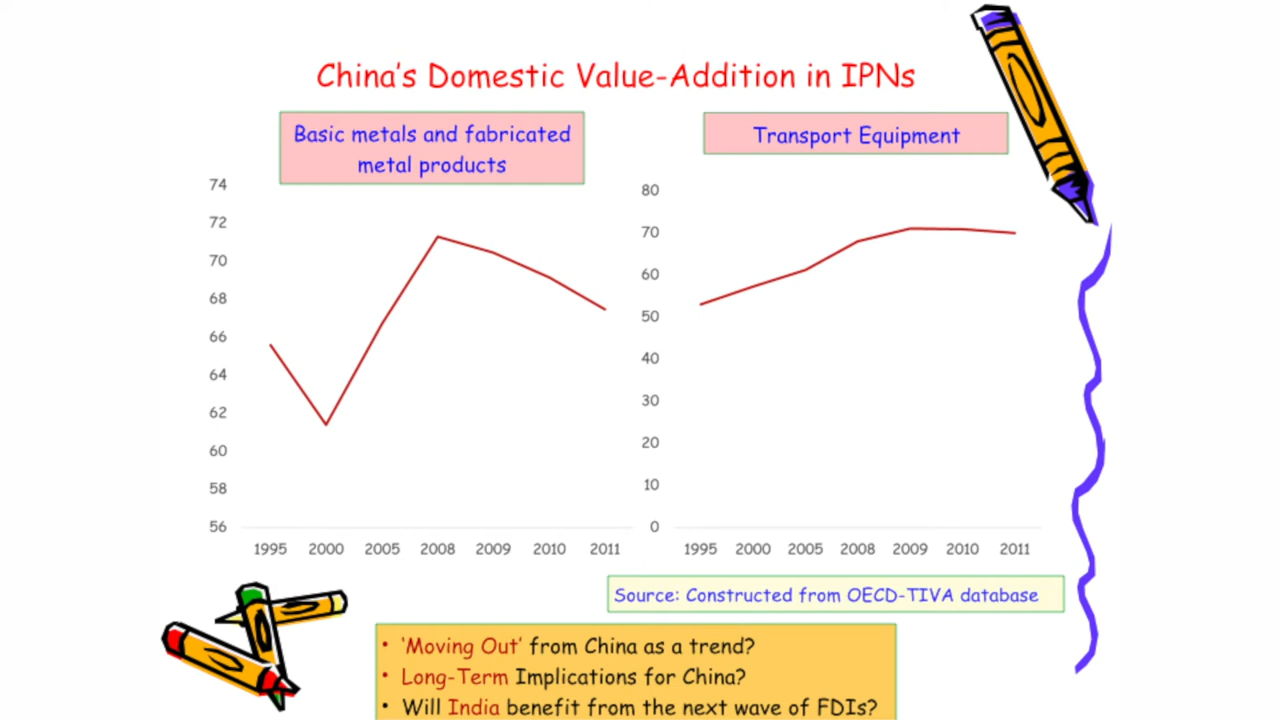 China's Domestic Value-Addition in IPNs
Basic metals and fabricated
metal products
74
72
70
68
66
64
62
60
58
56
1995 2000 2005 2008 2009 2010 2011
Transport Equipment
80
70
60
50
40
30
20
10
0
1995 2000 2005 2008 2009 2010 2011
Source: Constructed from OECD-TIVA database
• 'Moving Out' from China as a trend?
• Long-Term Implications for China?
• Will India benefit from the next wave of FDIs?